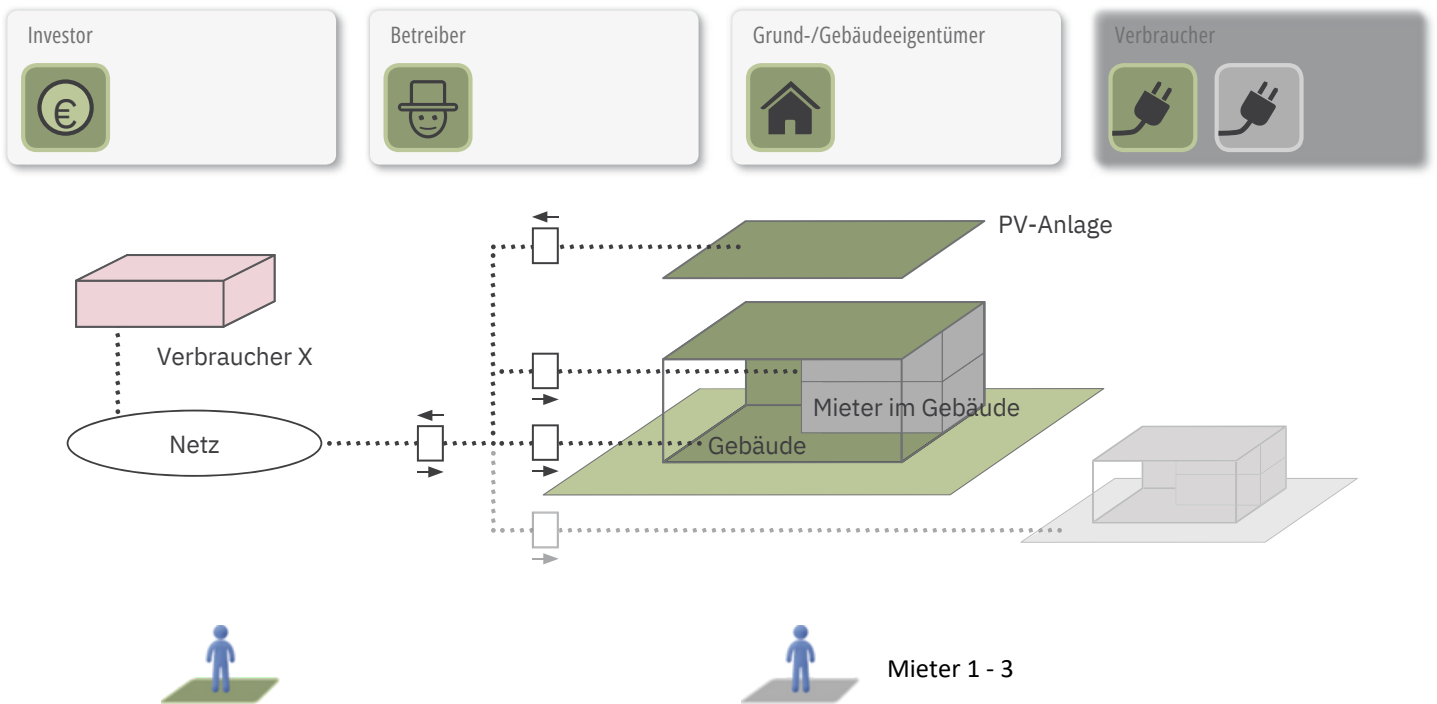 Investor
Betreiber
Grund-/Gebäudeeigentümer
Verbraucher
€
PV-Anlage
Verbraucher X
Mieter im Gebäude
Netz
Gebäude
Mieter 1 - 3